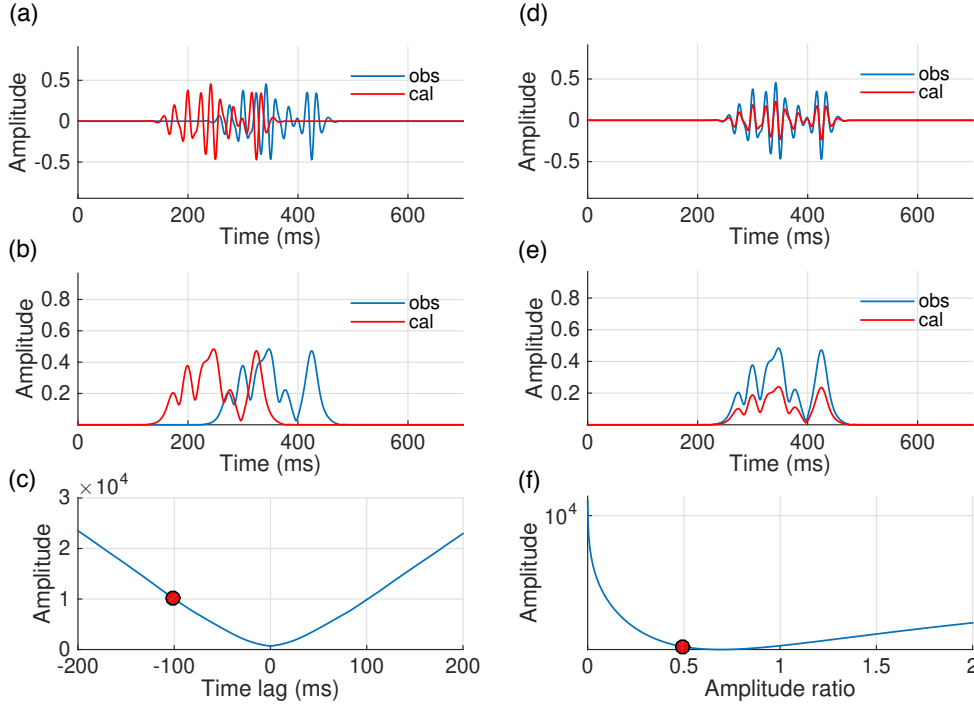 (a)
Amplitude
0.5
0
-0.5
obs
cal
0 200 400 600
Time (ms)
(b)
Amplitude
0.8
0.6
0.4
0.2
obs
cal
0 200 400 600
Time (ms)
(c)
Amplitude
3 ×10⁴
2
1
0
-200 -100 0 100 200
Time lag (ms)
(d)
Amplitude
0.5
0
-0.5
obs
cal
0 200 400 600
Time (ms)
(e)
Amplitude
0.8
0.6
0.4
0.2
obs
cal
0 200 400 600
Time (ms)
(f)
Amplitude
10⁴
0 0.5 1 1.5 2
Amplitude ratio